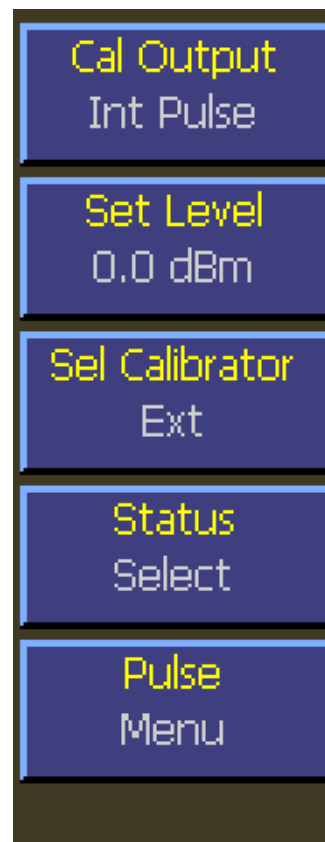 Cal Output
Int Pulse
Set Level
0.0 dBm
Sel Calibrator
Ext
Status
Select
Pulse
Menu